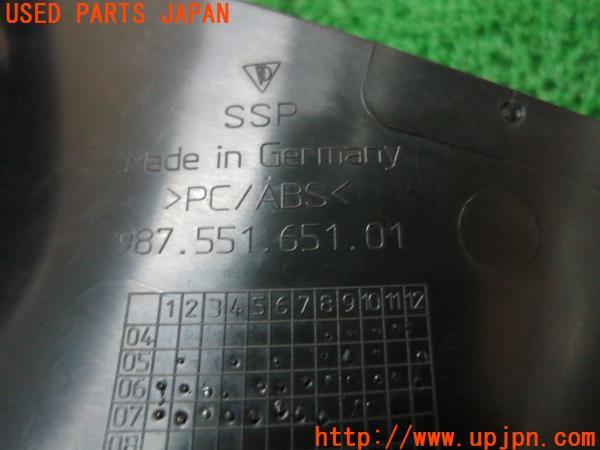 USED PARTS JAPAN
SSP
Made in Germany
>PC/ABS<
987.551.651.01
1 2 3 4 5 6 7 8 9 10 11 12
04
05
06
07
08
http://www.upjpn.com/